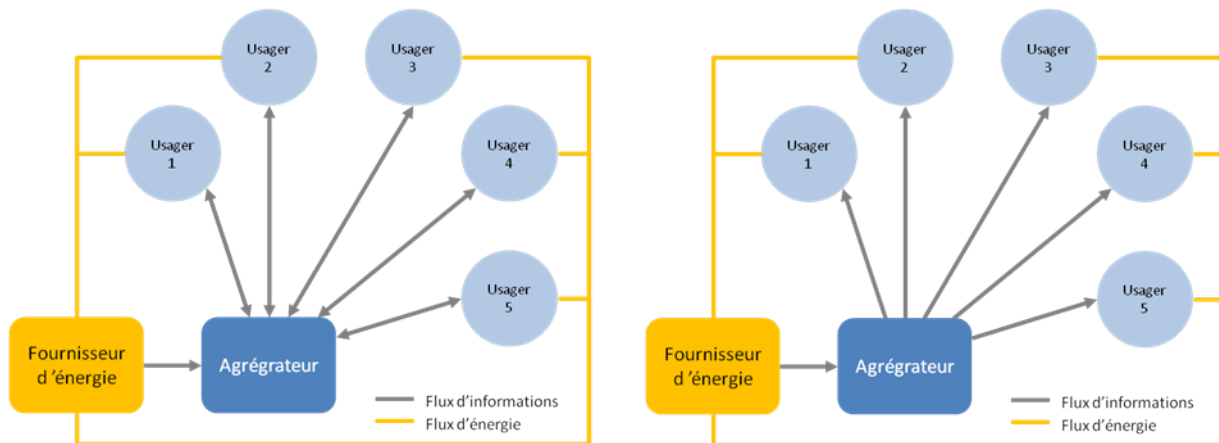 Usager
2
Usager
3
Usager
1
Usager
4
Usager
5
Fournisseur
d ’énergie
Agrégrateur
Flux d’informations
Flux d’énergie
Usager
2
Usager
3
Usager
1
Usager
4
Usager
5
Fournisseur
d ’énergie
Agrégrateur
Flux d’informations
Flux d’énergie